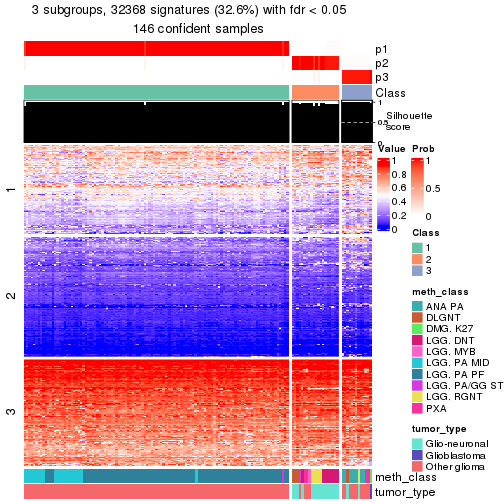 3 subgroups, 32368 signatures (32.6%) with fdr < 0.05
146 confident samples
p1
p2
p3
Class
1
0.5
0
Silhouette
score
Value
1
0.8
0.6
0.4
0.2
0
Prob
1
0.5
0
Class
1
2
3
meth_class
ANA PA
DLGNT
DMG, K27
LGG, DNT
LGG, MYB
LGG, PA MID
LGG, PA PF
LGG, PA/GG ST
LGG, RGNT
PXA
tumor_type
Glio-neuronal
Glioblastoma
Other glioma
1
2
3
meth_class
tumor_type